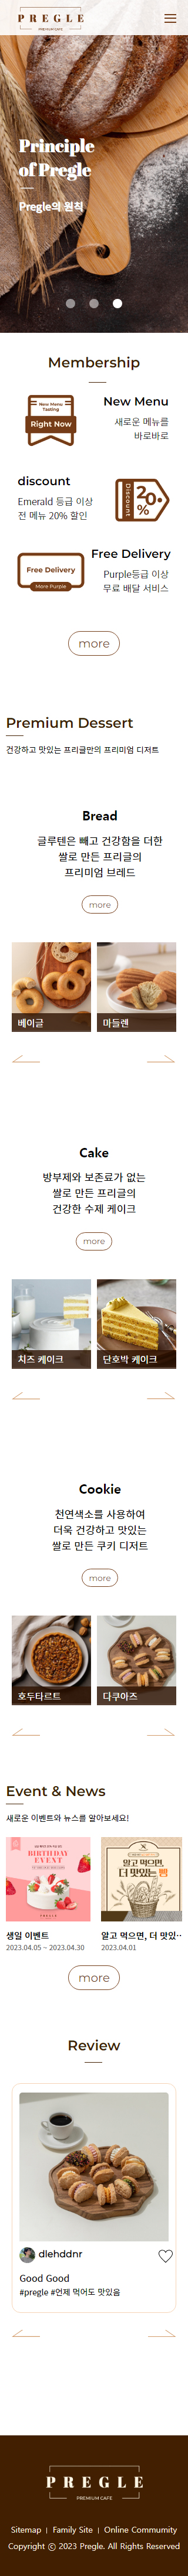 PREGLE
PREMIUM CAFE
Principle
of Pregle
Pregle의 원칙
Membership
New Menu
Tasting
Right Now
New Menu
새로운 메뉴를
바로바로
discount
Emerald 등급 이상
전 메뉴 20% 할인
Discount
20%
Free Delivery
More Purple
Free Delivery
Purple등급 이상
무료 배달 서비스
more
Premium Dessert
건강하고 맛있는 프리글만의 프리미엄 디저트
Bread
글루텐은 빼고 건강함을 더한
쌀로 만든 프리글의
프리미엄 브레드
more
베이글
마들렌
Cake
방부제와 보존료가 없는
쌀로 만든 프리글의
건강한 수제 케이크
more
치즈 케이크
단호박 케이크
Cookie
천연색소를 사용하여
더욱 건강하고 맛있는
쌀로 만든 쿠키 디저트
more
호두타르트
다쿠아즈
Event & News
새로운 이벤트와 뉴스를 알아보세요!
BIRTHDAY
EVENT
PREGLE
생일 이벤트
2023.04.05 ~ 2023.04.30
알고 먹으면,
더 맛있는 빵
알고 먹으면, 더 맛있…
2023.04.01
more
Review
dlehddnr
Good Good
#pregle #언제 먹어도 맛있음
PREGLE
PREMIUM CAFE
Sitemap | Family Site | Online Commumity
Copyright ⓒ 2023 Pregle. All Rights Reserved